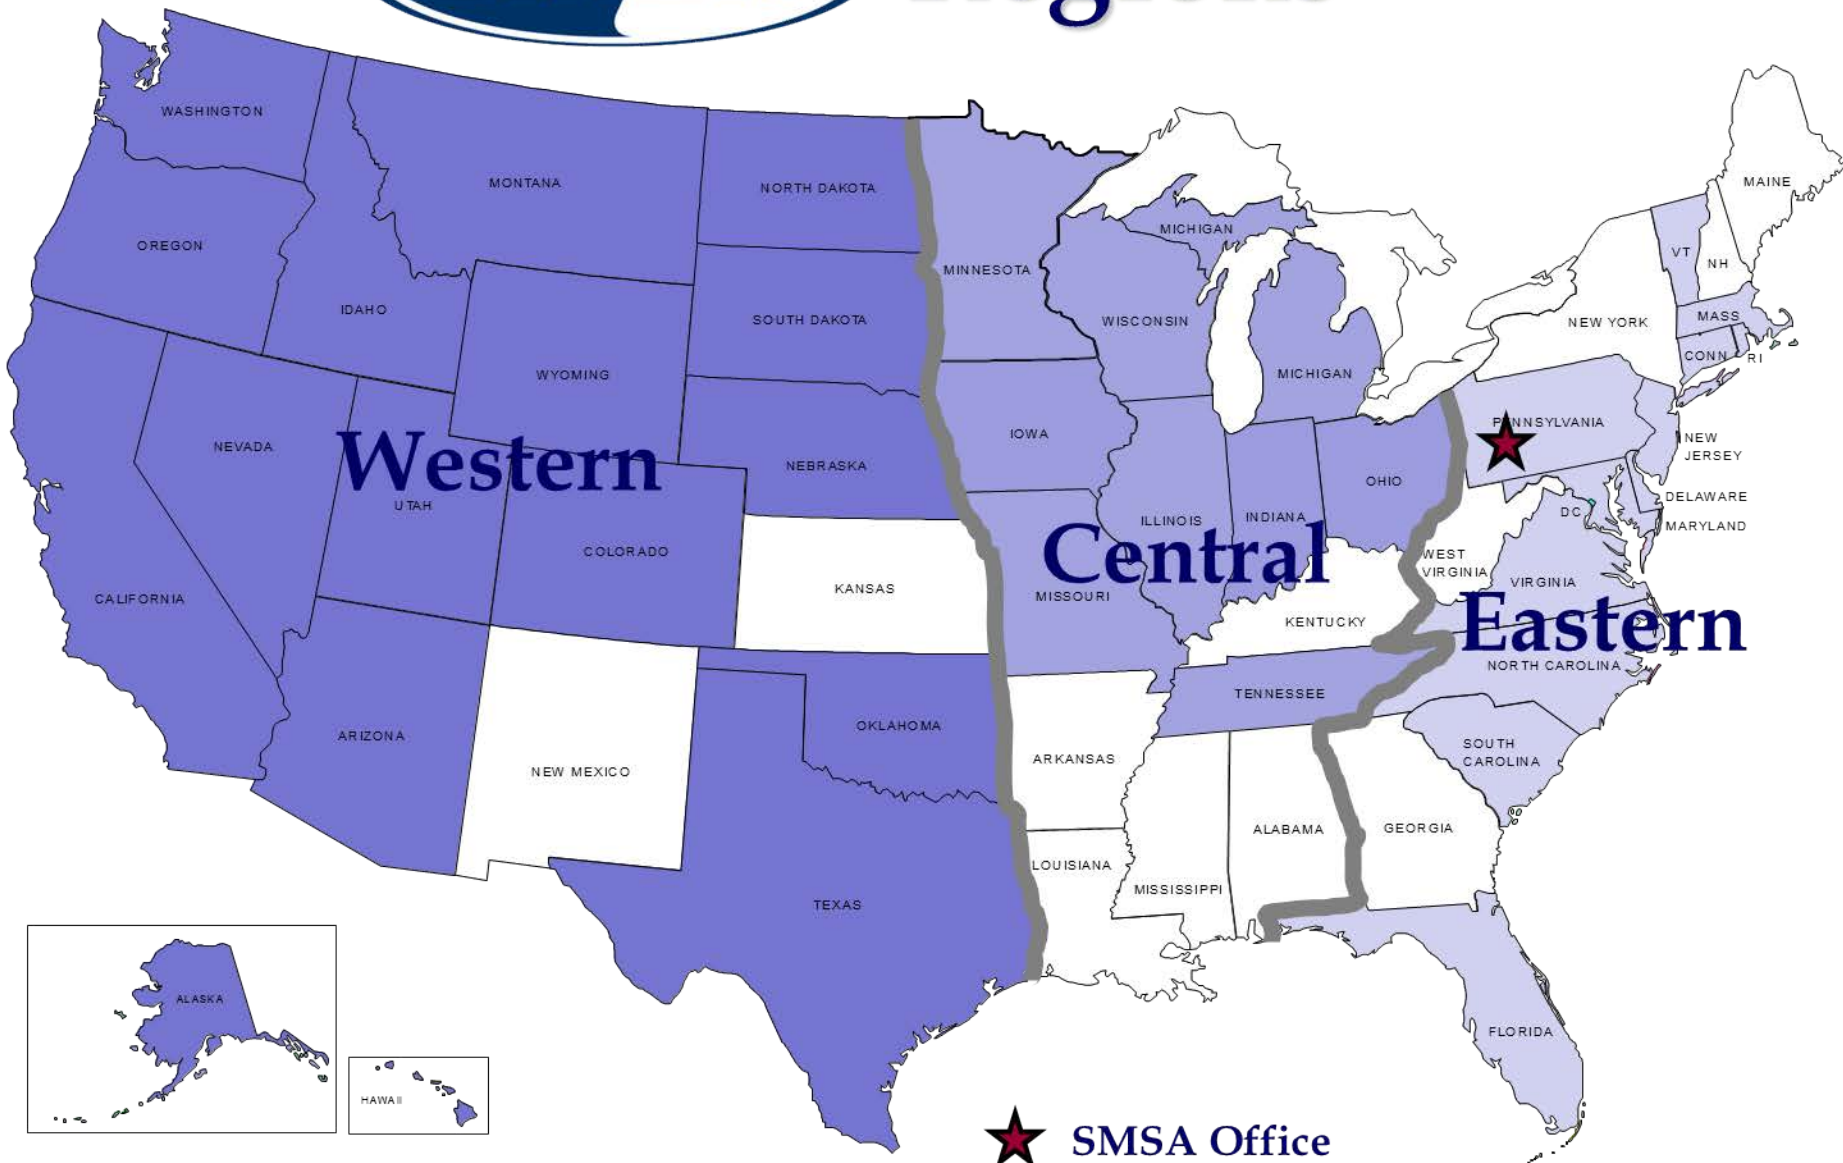 Regions
WASHINGTON
MONTANA
NORTH DAKOTA
MINNESOTA
MICHIGAN
MAINE
VT
NH
OREGON
IDAHO
SOUTH DAKOTA
WISCONSIN
MICHIGAN
NEW YORK
MASS
CONN
RI
WYOMING
NEVADA
Western
UTAH
NEBRASKA
IOWA
OHIO
PENNSYLVANIA
NEW
JERSEY
DELAWARE
MARYLAND
DC
COLORADO
ILLINOIS
INDIANA
Central
MISSOURI
WEST
VIRGINIA
VIRGINIA
CALIFORNIA
KANSAS
KENTUCKY
Eastern
NORTH CAROLINA
TENNESSEE
ARIZONA
NEW MEXICO
OKLAHOMA
ARKANSAS
SOUTH
CAROLINA
ALABAMA
GEORGIA
LOUISIANA
MISSISSIPPI
TEXAS
FLORIDA
ALASKA
HAWAII
SMSA Office